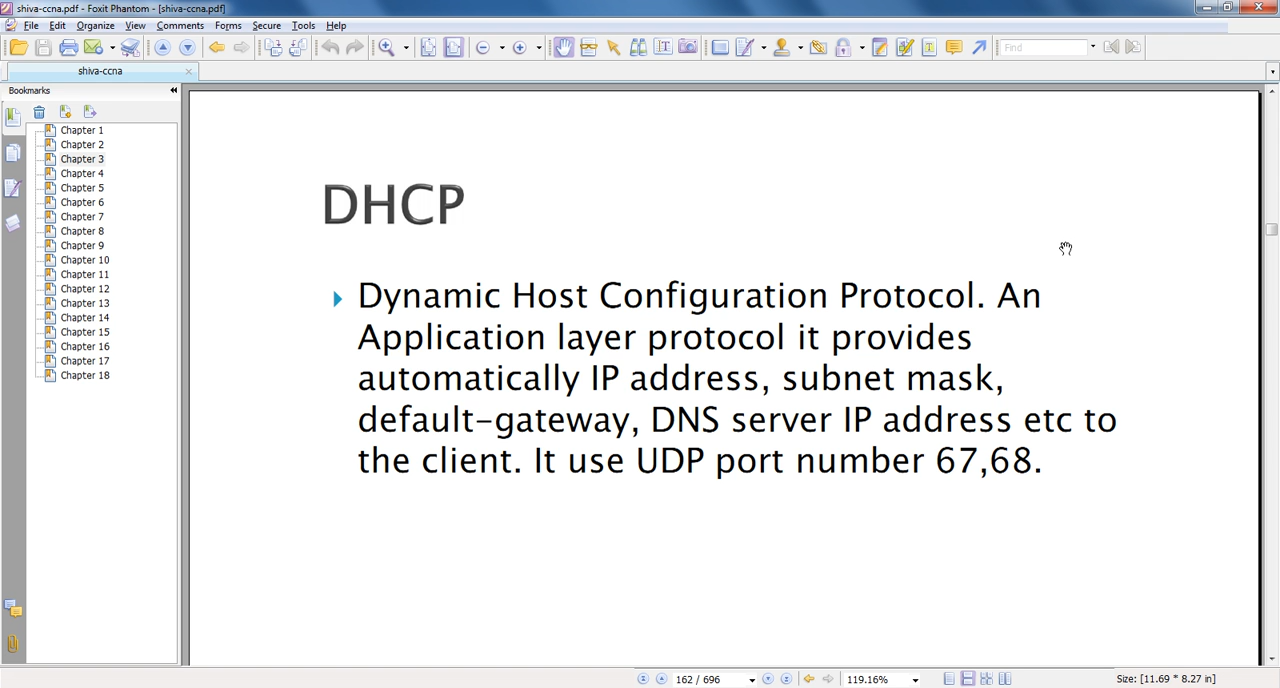 shiva-ccna.pdf - Foxit Phantom - [shiva-ccna.pdf]
File Edit Organize View Comments Forms Secure Tools Help
Find
shiva-ccna
Bookmarks
Chapter 1
Chapter 2
Chapter 3
Chapter 4
Chapter 5
Chapter 6
Chapter 7
Chapter 8
Chapter 9
Chapter 10
Chapter 11
Chapter 12
Chapter 13
Chapter 14
Chapter 15
Chapter 16
Chapter 17
Chapter 18
DHCP
Dynamic Host Configuration Protocol. An
Application layer protocol it provides
automatically IP address, subnet mask,
default-gateway, DNS server IP address etc to
the client. It use UDP port number 67,68.
162 / 696
119.16%
Size: [11.69 * 8.27 in]